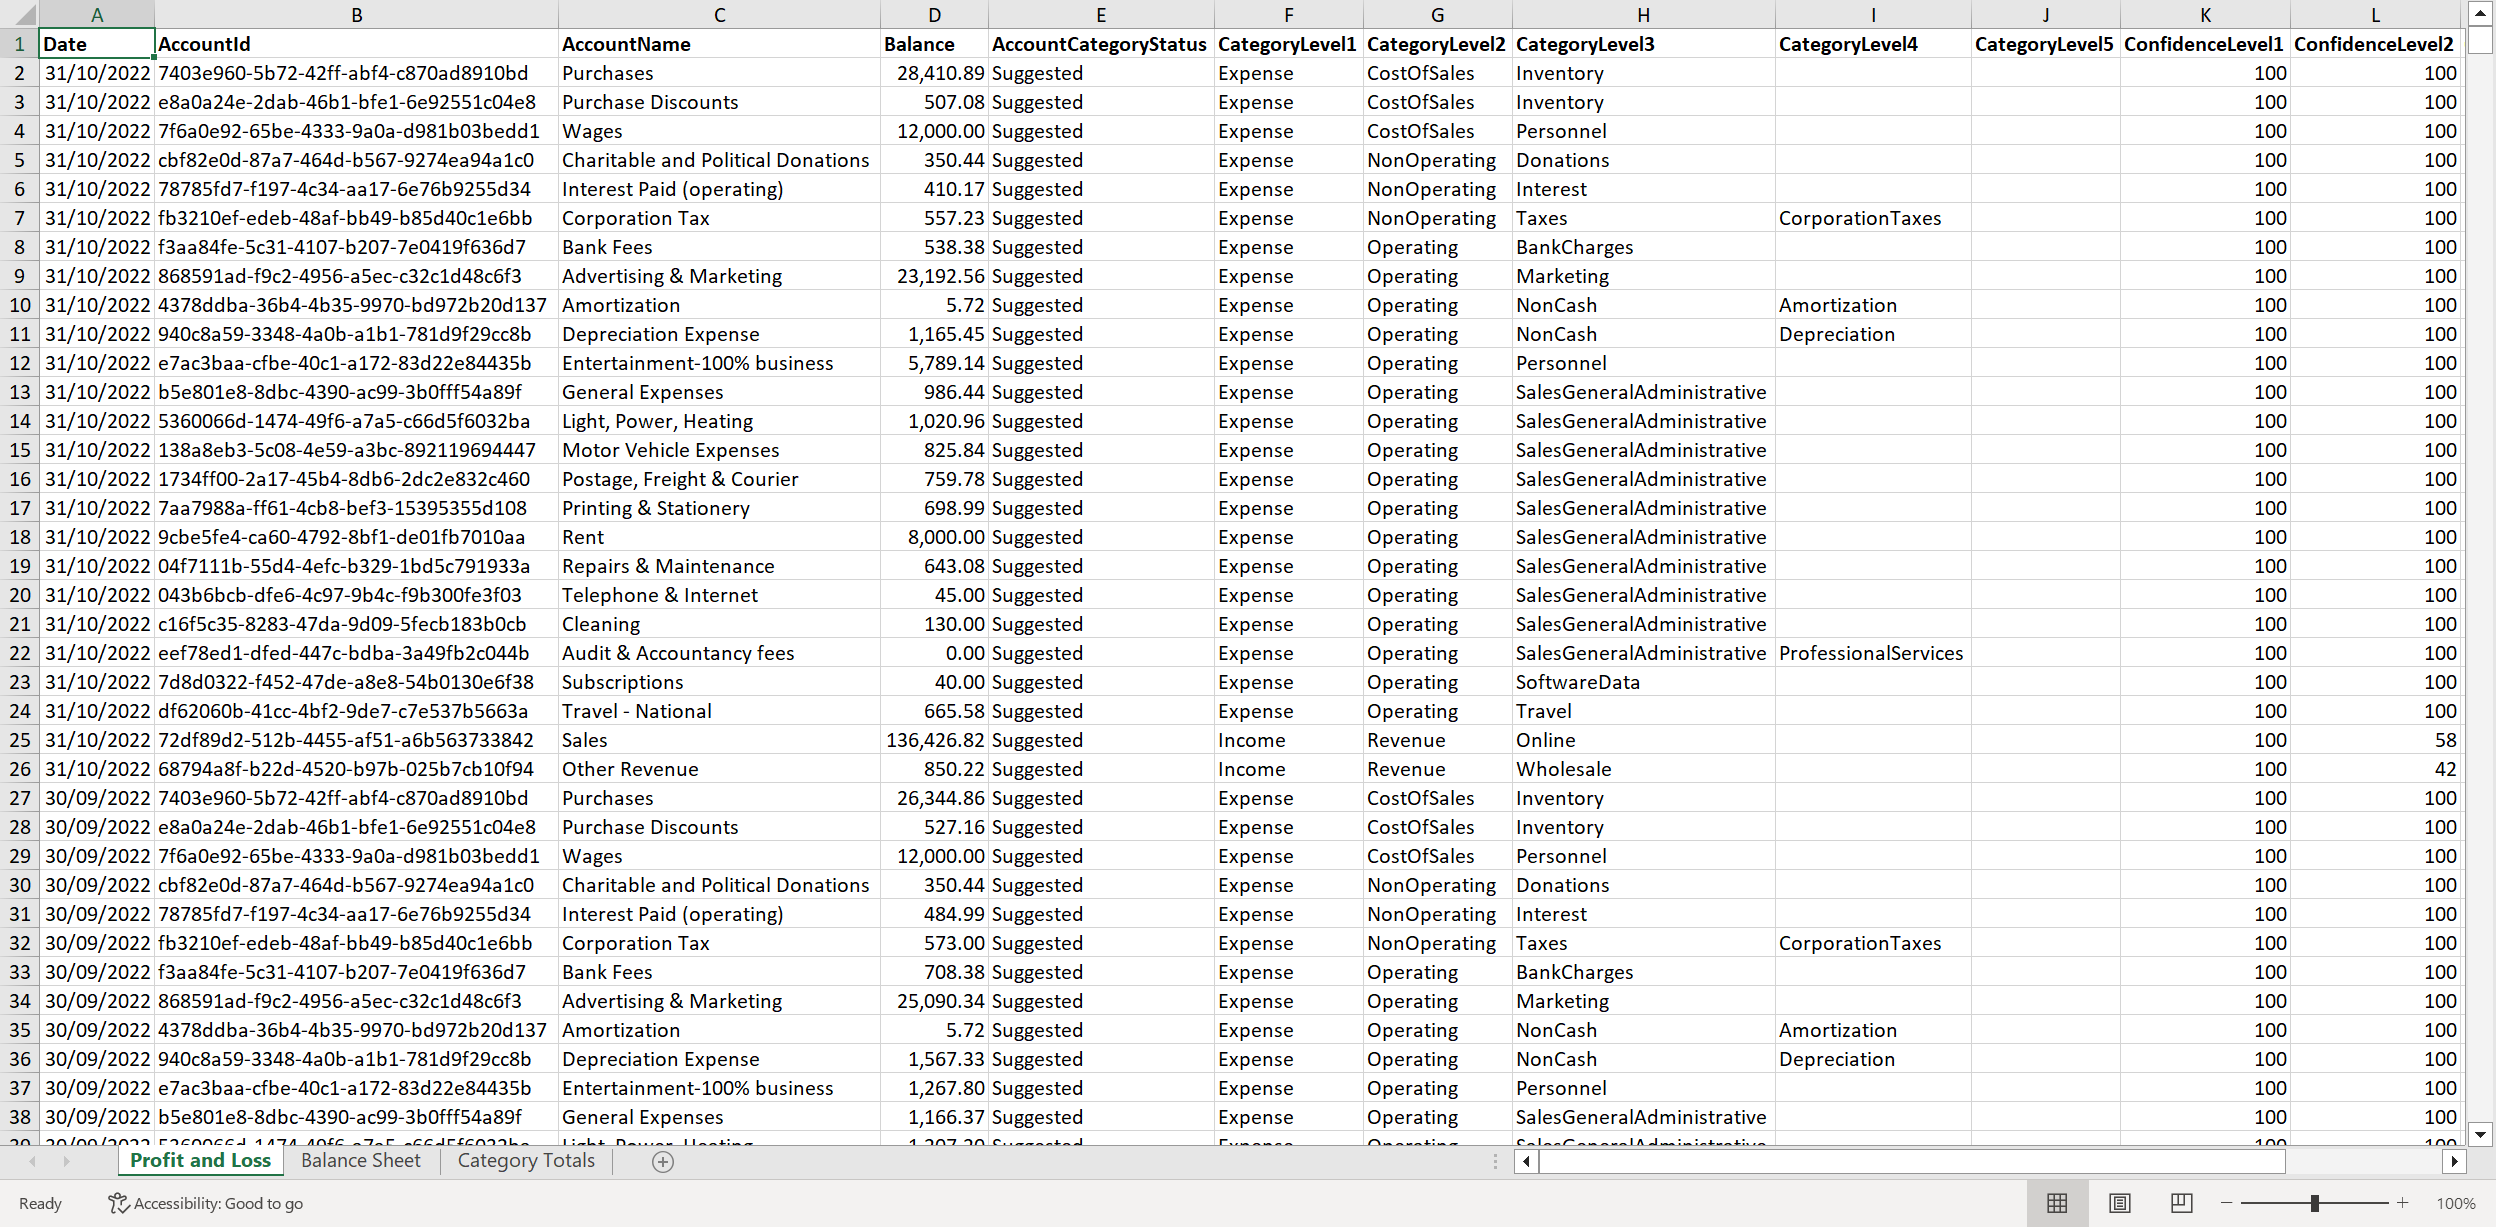 A B C D E F G H I J K L
1 Date AccountId AccountName Balance AccountCategoryStatus CategoryLevel1 CategoryLevel2 CategoryLevel3 CategoryLevel4 CategoryLevel5 ConfidenceLevel1 ConfidenceLevel2
2 31/10/2022 7403e960-5b72-42ff-abf4-c870ad8910bd Purchases 28,410.89 Suggested Expense CostOfSales Inventory 100 100
3 31/10/2022 e8a0a24e-2dab-46b1-bfe1-6e92551c04e8 Purchase Discounts 507.08 Suggested Expense CostOfSales Inventory 100 100
4 31/10/2022 7f6a0e92-65be-4333-9a0a-d981b03bedd1 Wages 12,000.00 Suggested Expense CostOfSales Personnel 100 100
5 31/10/2022 cbf82e0d-87a7-464d-b567-9274ea94a1c0 Charitable and Political Donations 350.44 Suggested Expense NonOperating Donations 100 100
6 31/10/2022 78785fd7-f197-4c34-aa17-6e76b9255d34 Interest Paid (operating) 410.17 Suggested Expense NonOperating Interest 100 100
7 31/10/2022 fb3210ef-edeb-48af-bb49-b85d40c1e6bb Corporation Tax 557.23 Suggested Expense NonOperating Taxes CorporationTaxes 100 100
8 31/10/2022 f3aa84fe-5c31-4107-b207-7e0419f636d7 Bank Fees 538.38 Suggested Expense Operating BankCharges 100 100
9 31/10/2022 868591ad-f9c2-4956-a5ec-c32c1d48c6f3 Advertising & Marketing 23,192.56 Suggested Expense Operating Marketing 100 100
10 31/10/2022 4378ddba-36b4-4b35-9970-bd972b20d137 Amortization 5.72 Suggested Expense Operating NonCash Amortization 100 100
11 31/10/2022 940c8a59-3348-4a0b-a1b1-781d9f29cc8b Depreciation Expense 1,165.45 Suggested Expense Operating NonCash Depreciation 100 100
12 31/10/2022 e7ac3baa-cfbe-40c1-a172-83d22e84435b Entertainment-100% business 5,789.14 Suggested Expense Operating Personnel 100 100
13 31/10/2022 b5e801e8-8dbc-4390-ac99-3b0fff54a89f General Expenses 986.44 Suggested Expense Operating SalesGeneralAdministrative 100 100
14 31/10/2022 5360066d-1474-49f6-a7a5-c66d5f6032ba Light, Power, Heating 1,020.96 Suggested Expense Operating SalesGeneralAdministrative 100 100
15 31/10/2022 138a8eb3-5c08-4e59-a3bc-892119694447 Motor Vehicle Expenses 825.84 Suggested Expense Operating SalesGeneralAdministrative 100 100
16 31/10/2022 1734ff00-2a17-45b4-8db6-2dc2e832c460 Postage, Freight & Courier 759.78 Suggested Expense Operating SalesGeneralAdministrative 100 100
17 31/10/2022 7aa7988a-ff61-4cb8-bef3-15395355d108 Printing & Stationery 698.99 Suggested Expense Operating SalesGeneralAdministrative 100 100
18 31/10/2022 9cbe5fe4-ca60-4792-8bf1-de01fb7010aa Rent 8,000.00 Suggested Expense Operating SalesGeneralAdministrative 100 100
19 31/10/2022 04f7111b-55d4-4efc-b329-1bd5c791933a Repairs & Maintenance 643.08 Suggested Expense Operating SalesGeneralAdministrative 100 100
20 31/10/2022 043b6bcb-dfe6-4c97-9b4c-f9b300fe3f03 Telephone & Internet 45.00 Suggested Expense Operating SalesGeneralAdministrative 100 100
21 31/10/2022 c16f5c35-8283-47da-9d09-5fecb183b0cb Cleaning 130.00 Suggested Expense Operating SalesGeneralAdministrative 100 100
22 31/10/2022 eef78ed1-dfed-447c-bdba-3a49fb2c044b Audit & Accountancy fees 0.00 Suggested Expense Operating SalesGeneralAdministrative ProfessionalServices 100 100
23 31/10/2022 7d8d0322-f452-47de-a8e8-54b0130e6f38 Subscriptions 40.00 Suggested Expense Operating SoftwareData 100 100
24 31/10/2022 df62060b-41cc-4bf2-9de7-c7e537b5663a Travel - National 665.58 Suggested Expense Operating Travel 100 100
25 31/10/2022 72df89d2-512b-4455-af51-a6b563733842 Sales 136,426.82 Suggested Income Revenue Online 100 58
26 31/10/2022 68794a8f-b22d-4520-b97b-025b7cb10f94 Other Revenue 850.22 Suggested Income Revenue Wholesale 100 42
27 30/09/2022 7403e960-5b72-42ff-abf4-c870ad8910bd Purchases 26,344.86 Suggested Expense CostOfSales Inventory 100 100
28 30/09/2022 e8a0a24e-2dab-46b1-bfe1-6e92551c04e8 Purchase Discounts 527.16 Suggested Expense CostOfSales Inventory 100 100
29 30/09/2022 7f6a0e92-65be-4333-9a0a-d981b03bedd1 Wages 12,000.00 Suggested Expense CostOfSales Personnel 100 100
30 30/09/2022 cbf82e0d-87a7-464d-b567-9274ea94a1c0 Charitable and Political Donations 350.44 Suggested Expense NonOperating Donations 100 100
31 30/09/2022 78785fd7-f197-4c34-aa17-6e76b9255d34 Interest Paid (operating) 484.99 Suggested Expense NonOperating Interest 100 100
32 30/09/2022 fb3210ef-edeb-48af-bb49-b85d40c1e6bb Corporation Tax 573.00 Suggested Expense NonOperating Taxes CorporationTaxes 100 100
33 30/09/2022 f3aa84fe-5c31-4107-b207-7e0419f636d7 Bank Fees 708.38 Suggested Expense Operating BankCharges 100 100
34 30/09/2022 868591ad-f9c2-4956-a5ec-c32c1d48c6f3 Advertising & Marketing 25,090.34 Suggested Expense Operating Marketing 100 100
35 30/09/2022 4378ddba-36b4-4b35-9970-bd972b20d137 Amortization 5.72 Suggested Expense Operating NonCash Amortization 100 100
36 30/09/2022 940c8a59-3348-4a0b-a1b1-781d9f29cc8b Depreciation Expense 1,567.33 Suggested Expense Operating NonCash Depreciation 100 100
37 30/09/2022 e7ac3baa-cfbe-40c1-a172-83d22e84435b Entertainment-100% business 1,267.80 Suggested Expense Operating Personnel 100 100
38 30/09/2022 b5e801e8-8dbc-4390-ac99-3b0fff54a89f General Expenses 1,166.37 Suggested Expense Operating SalesGeneralAdministrative 100 100
Profit and Loss Balance Sheet Category Totals
Ready Accessibility: Good to go 100%